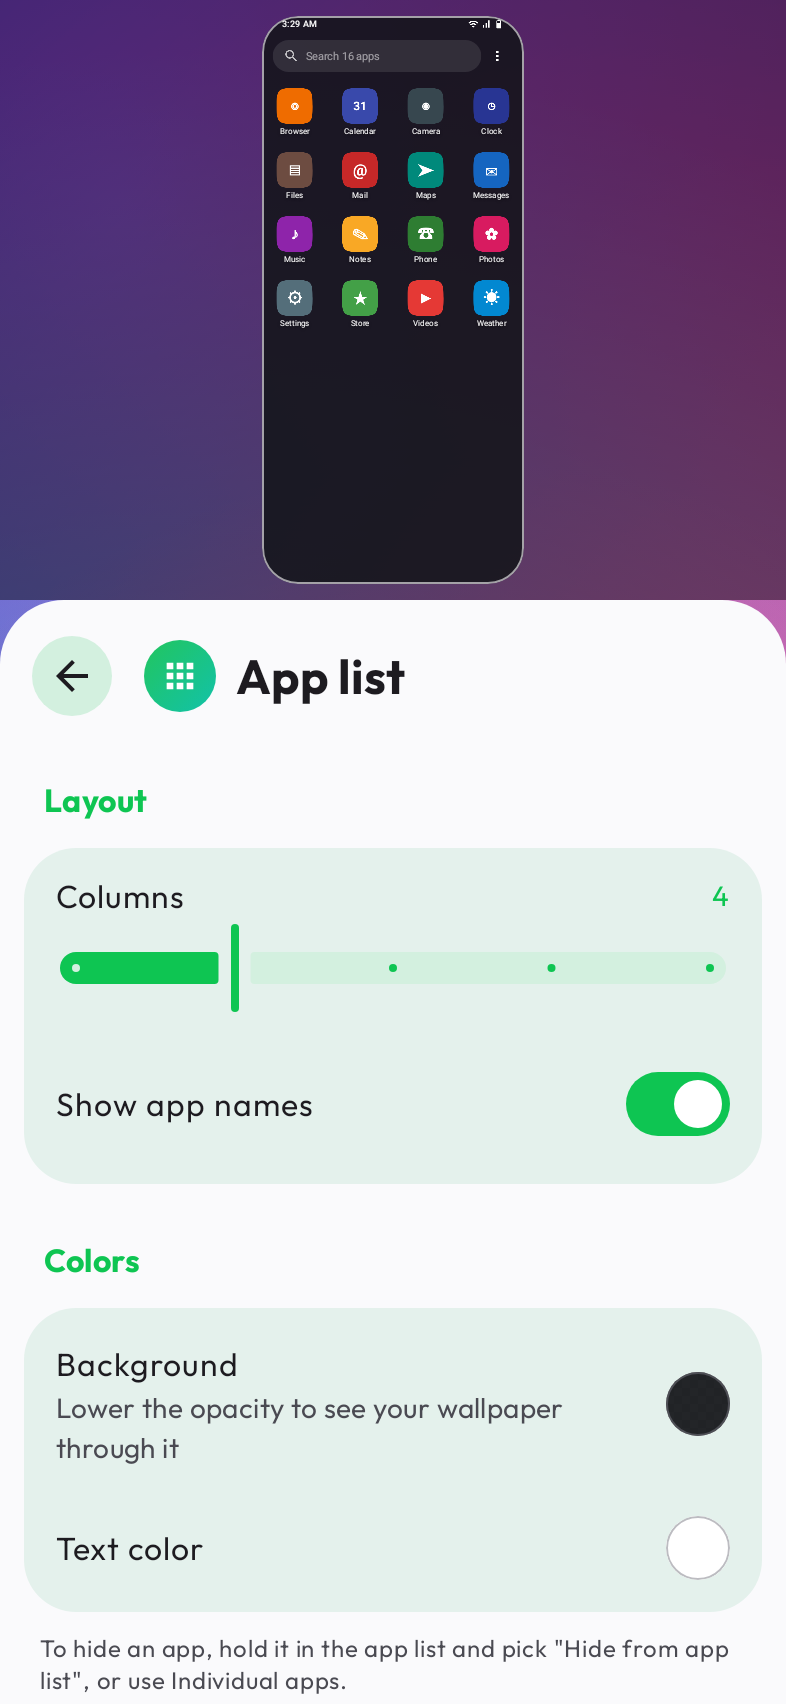 3:29 AM
Search 16 apps
31
Browser Calendar Camera Clock
@
Files Mail Maps Messages
Music Notes Phone Photos
Settings Store Videos Weather
App list
Layout
Columns 4
Show app names
Colors
Background
Lower the opacity to see your wallpaper
through it
Text color
To hide an app, hold it in the app list and pick "Hide from app
list", or use Individual apps.